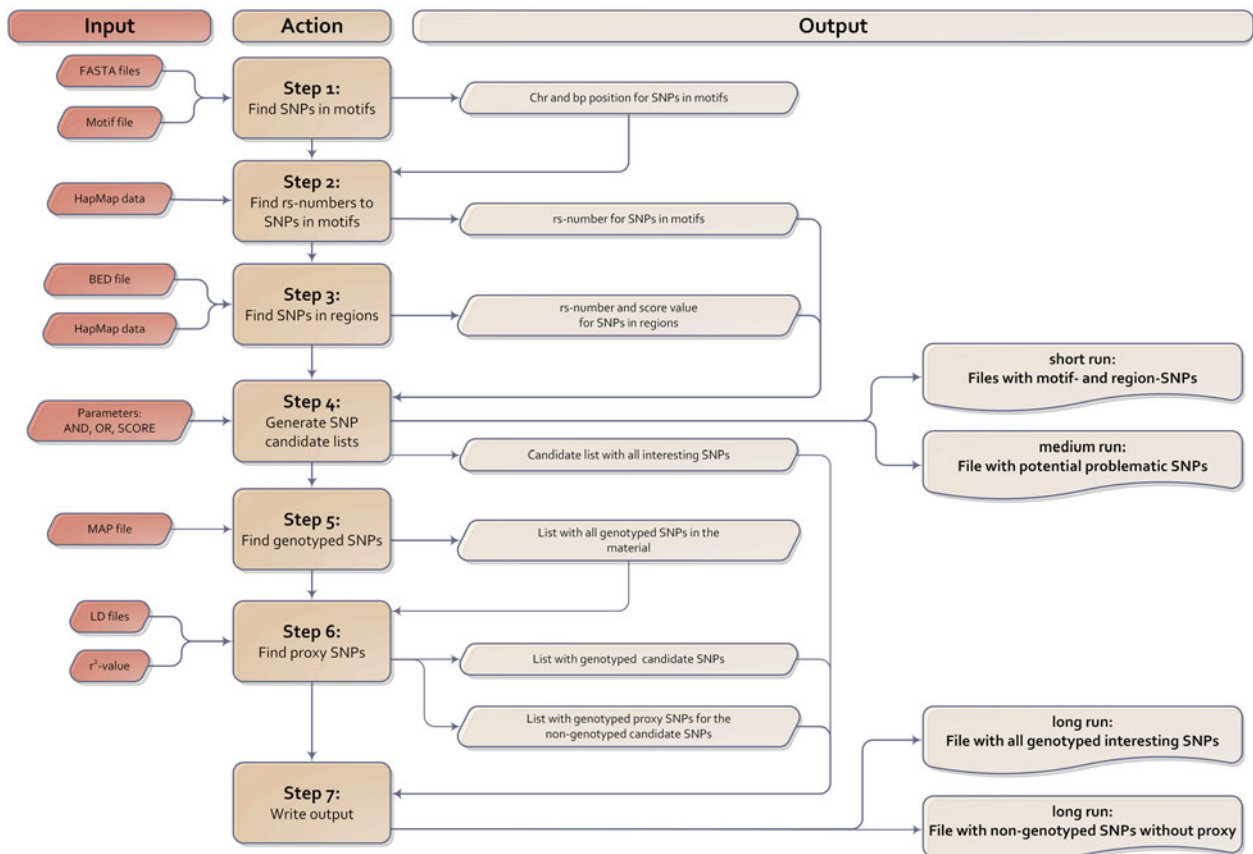 Input
Action
Output
FASTA files
Motif file
Step 1:
Find SNPs in motifs
Chr and bp position for SNPs in motifs
HapMap data
Step 2:
Find rs-numbers to
SNPs in motifs
rs-number for SNPs in motifs
BED file
HapMap data
Step 3:
Find SNPs in regions
rs-number and score value
for SNPs in regions
short run:
Files with motif- and region-SNPs
Parameters:
AND, OR, SCORE
Step 4:
Generate SNP
candidate lists
Candidate list with all interesting SNPs
medium run:
File with potential problematic SNPs
MAP file
Step 5:
Find genotyped SNPs
List with all genotyped SNPs in the
material
LD files
r²-value
Step 6:
Find proxy SNPs
List with genotyped candidate SNPs
List with genotyped proxy SNPs for the
non-genotyped candidate SNPs
long run:
File with all genotyped interesting SNPs
Step 7:
Write output
long run:
File with non-genotyped SNPs without proxy